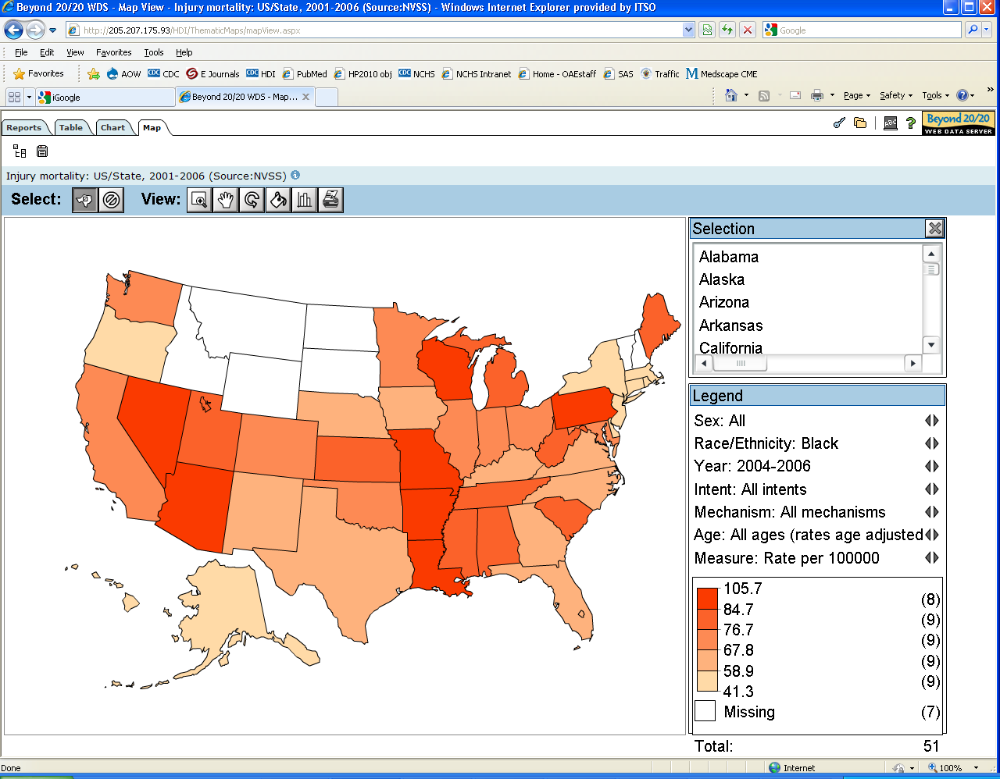 Beyond 20/20 WDS - Map View - Injury mortality: US/State, 2001-2006 (Source:NVSS) - Windows Internet Explorer provided by ITSO
http://205.207.175.93/HDI/ThematicMaps/mapView.aspx
Google
File Edit View Favorites Tools Help
Favorites AOW CDC CDC E Journals CDC HDI PubMed HP2010 obj CDC NCHS NCHS Intranet Home - OAEstaff SAS Traffic M Medscape CME
iGoogle Beyond 20/20 WDS - Map... X Page Safety Tools ? »
Reports Table Chart Map ABC ? Beyond 20/20
WEB DATA SERVER
Injury mortality: US/State, 2001-2006 (Source:NVSS) i
Select: View:
Selection
Alabama
Alaska
Arizona
Arkansas
California
Legend
Sex: All
Race/Ethnicity: Black
Year: 2004-2006
Intent: All intents
Mechanism: All mechanisms
Age: All ages (rates age adjusted
Measure: Rate per 100000
105.7
(8)
84.7
(9)
76.7
(9)
67.8
(9)
58.9
(9)
41.3
Missing (7)
Total: 51
Done Internet 100%